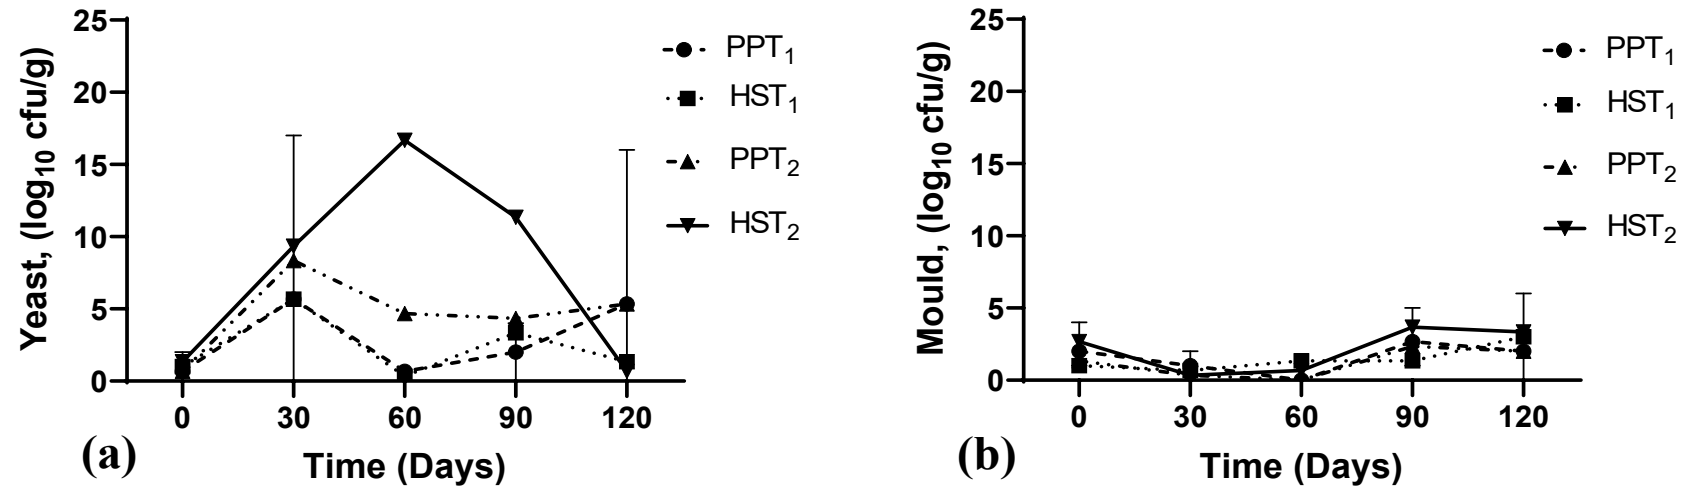 Yeast, (log10 cfu/g)
25
20
15
10
5
0
0 30 60 90 120
Time (Days)
(a)
PPT1
HST1
PPT2
HST2
Mould, (log10 cfu/g)
25
20
15
10
5
0
0 30 60 90 120
Time (Days)
(b)
PPT1
HST1
PPT2
HST2